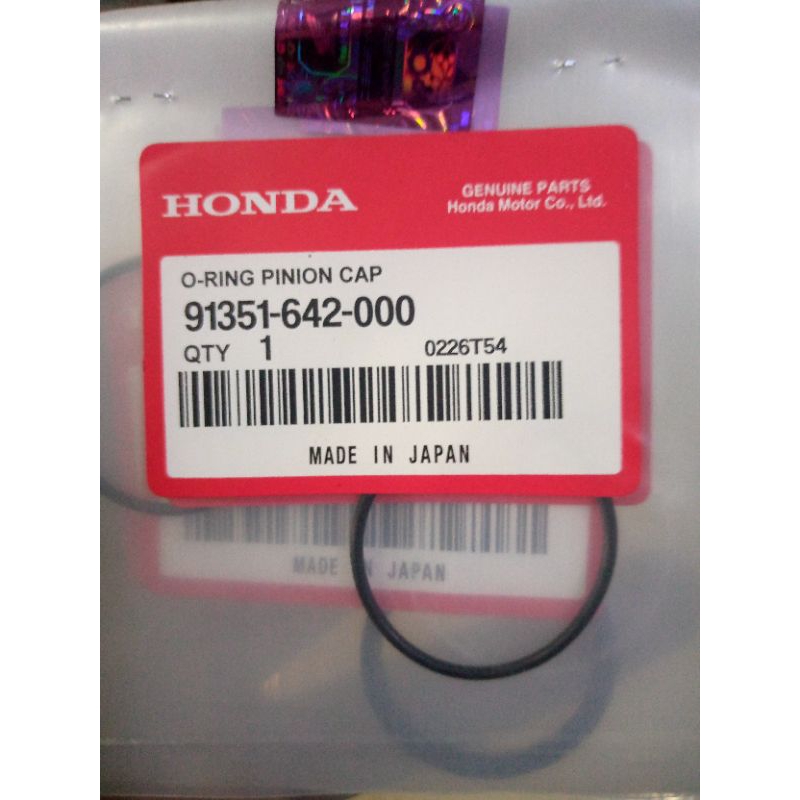 HONDA
GENUINE PARTS
Honda Motor Co., Ltd.
O-RING PINION CAP
91351-642-000
QTY 1 0226T54
MADE IN JAPAN
MADE IN JAPAN